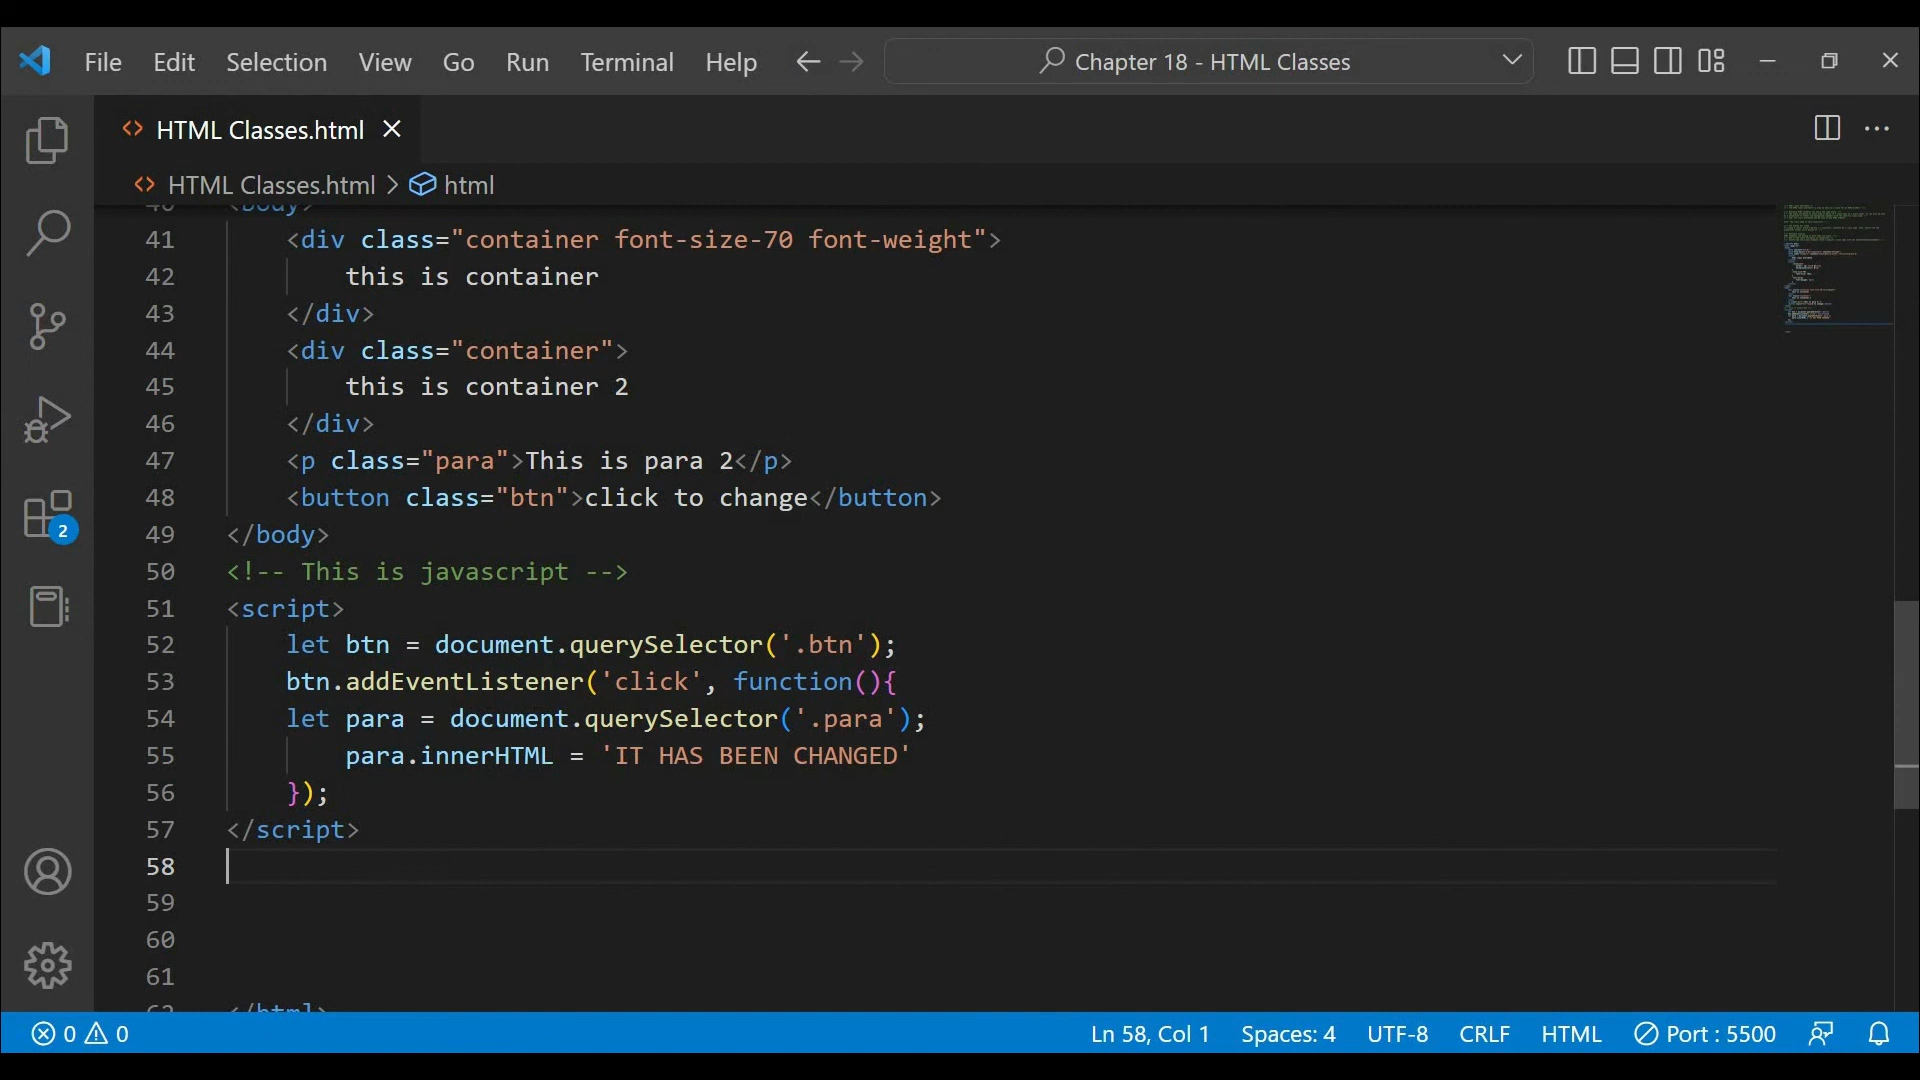 File Edit Selection View Go Run Terminal Help Chapter 18 - HTML Classes
HTML Classes.html
HTML Classes.html > html
40 <body>
41 <div class="container font-size-70 font-weight">
42 this is container
43 </div>
44 <div class="container">
45 this is container 2
46 </div>
47 <p class="para">This is para 2</p>
48 <button class="btn">click to change</button>
49 </body>
50 <!-- This is javascript -->
51 <script>
52 let btn = document.querySelector('.btn');
53 btn.addEventListener('click', function(){
54 let para = document.querySelector('.para');
55 para.innerHTML = 'IT HAS BEEN CHANGED'
56 });
57 </script>
58
59
60
61
62 </html>
2
0 0 Ln 58, Col 1 Spaces: 4 UTF-8 CRLF HTML Port : 5500